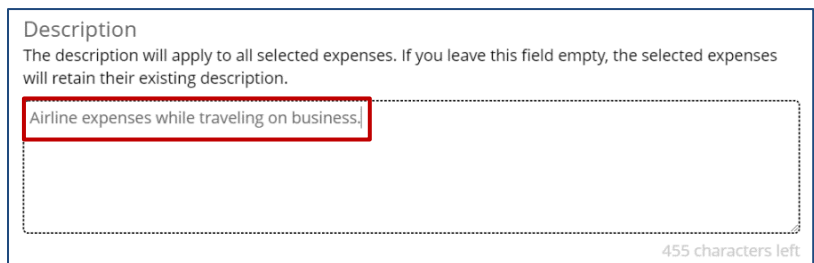 Description
The description will apply to all selected expenses. If you leave this field empty, the selected expenses
will retain their existing description.
Airline expenses while traveling on business.
455 characters left